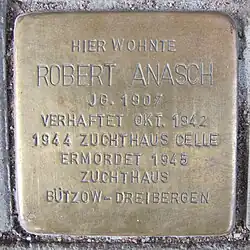 HIER WOHNTE
ROBERT ANASCH
JG. 1907
VERHAFTET OKT. 1942
1944 ZUCHTHAUS CELLE
ERMORDET 1945
ZUCHTHAUS
BÜTZOW-DREIBERGEN